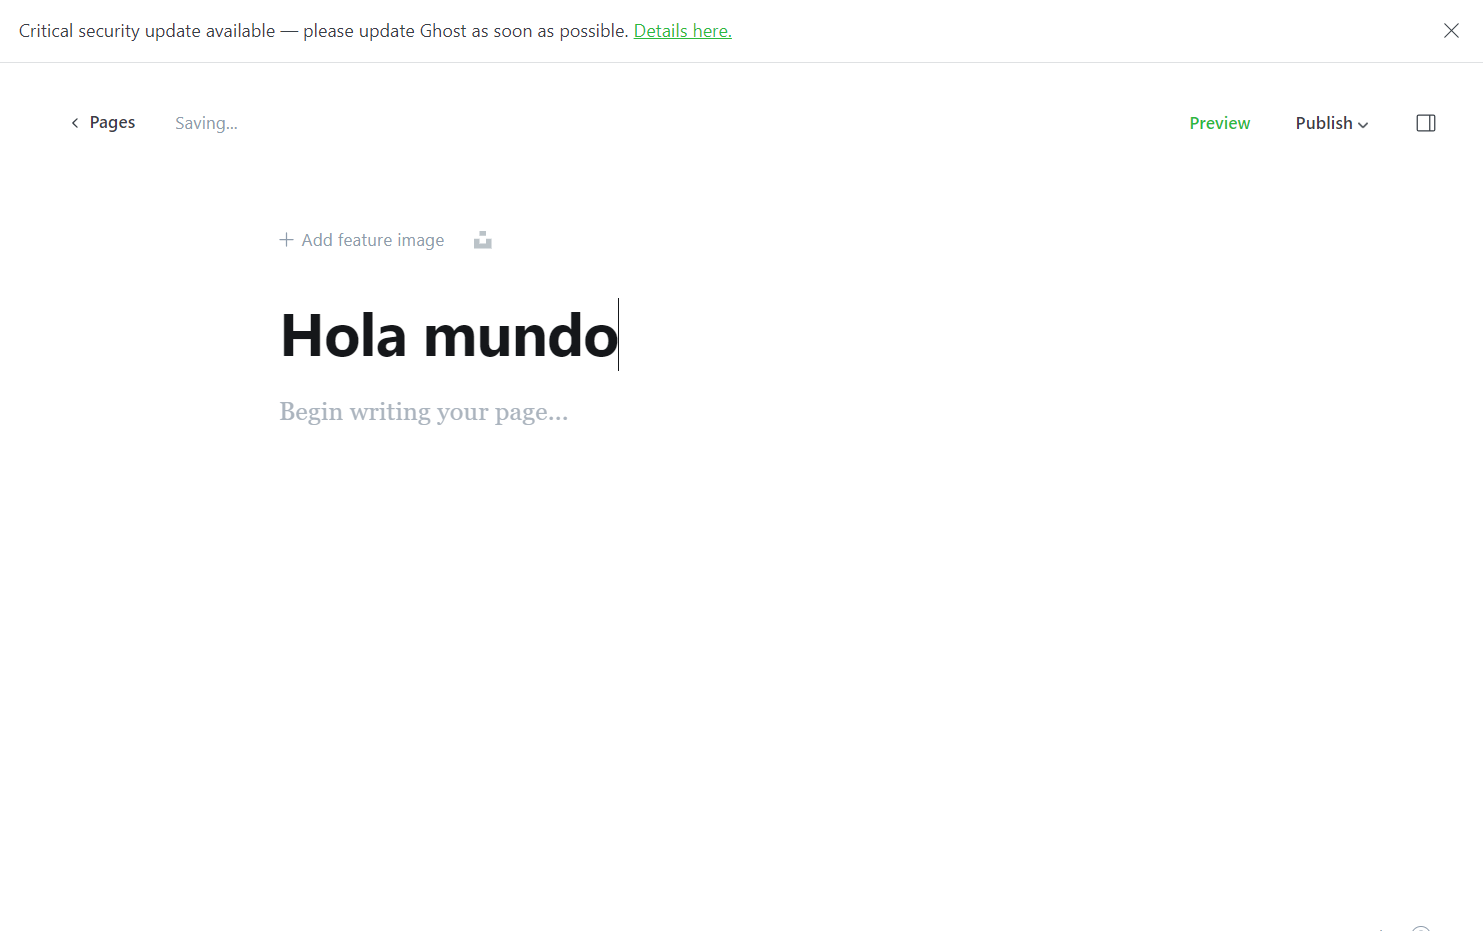 Critical security update available — please update Ghost as soon as possible. Details here.
Pages Saving... Preview Publish
Add feature image
Hola mundo
Begin writing your page...